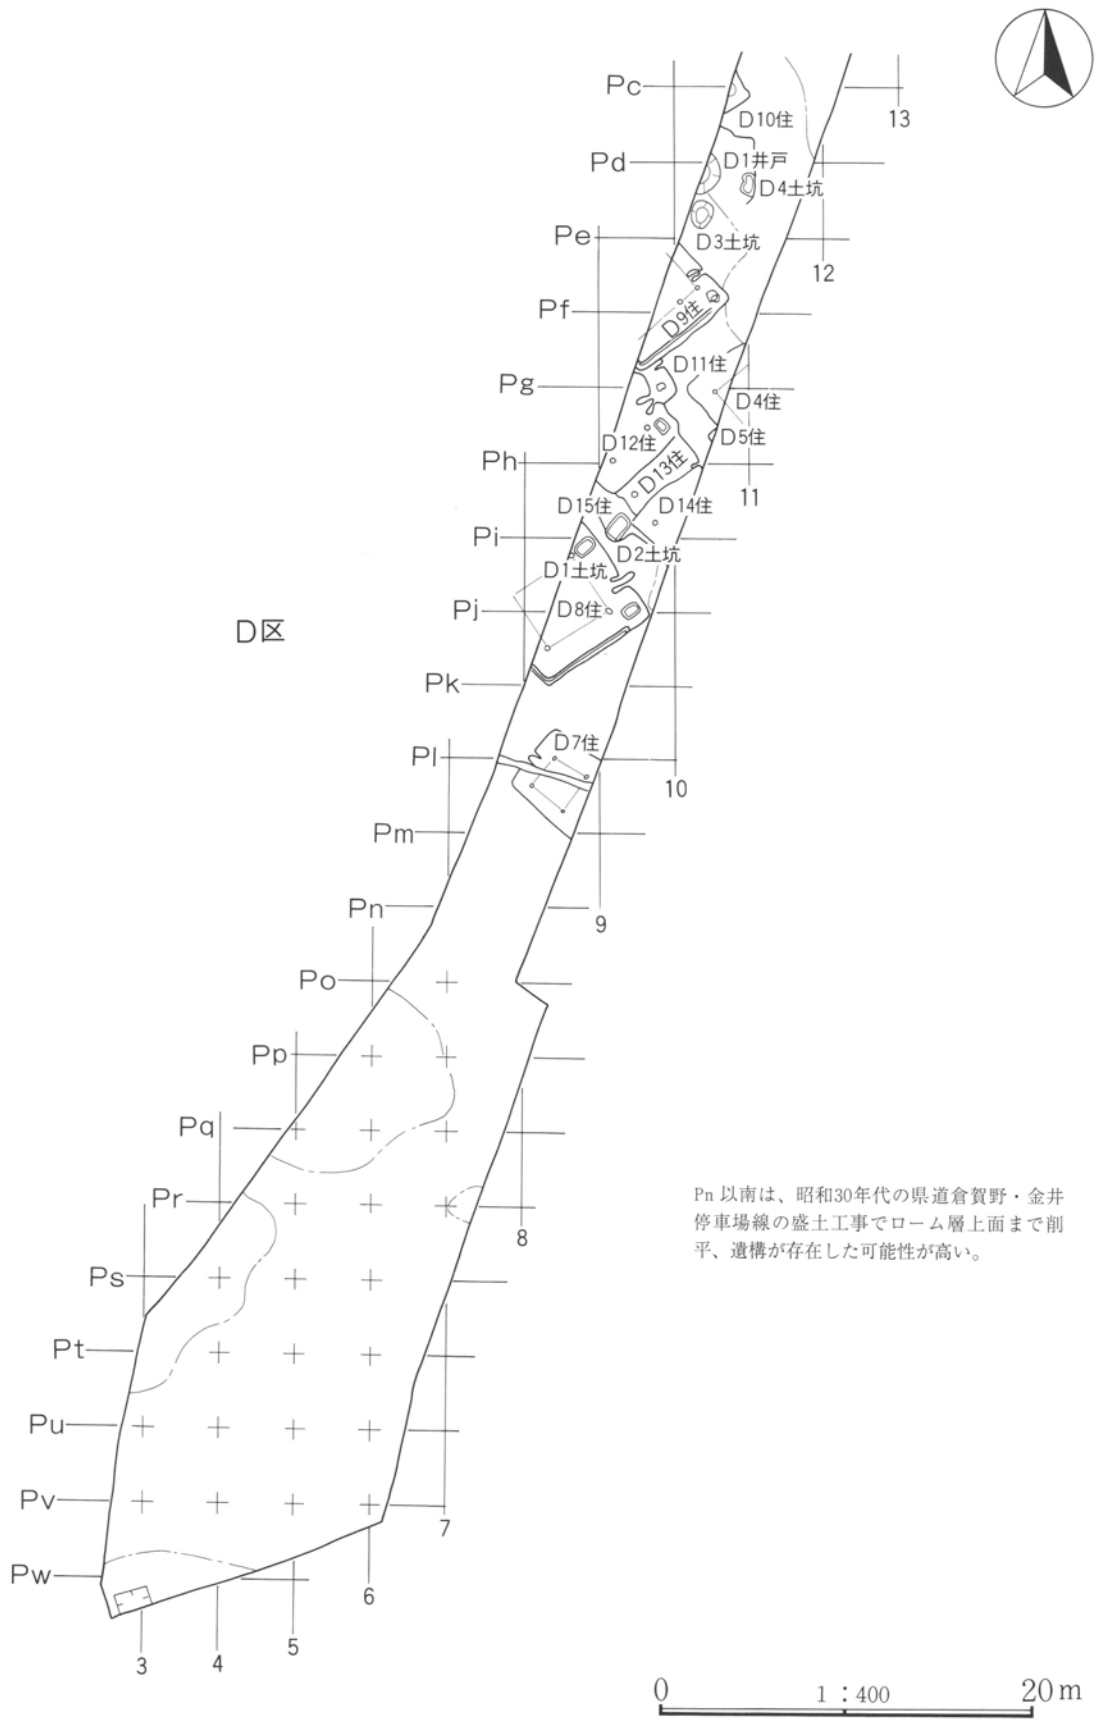 Pc
D10住
13
Pd
D1井戸
D4土坑
Pe
D3土坑
12
Pf
D9住
D11住
Pg
D4住
D5住
D12住
Ph
D13住
11
D15住
D14住
Pi
D2土坑
D1土坑
Pj
D8住
D区
Pk
D7住
Pl
10
Pm
Pn
9
Po
Pp
Pq
Pr
Pn 以南は、昭和30年代の県道倉賀野・金井
停車場線の盛土工事でローム層上面まで削
平、遺構が存在した可能性が高い。
8
Ps
Pt
Pu
Pv
7
Pw
6
5
4
3
0 1：400 20m